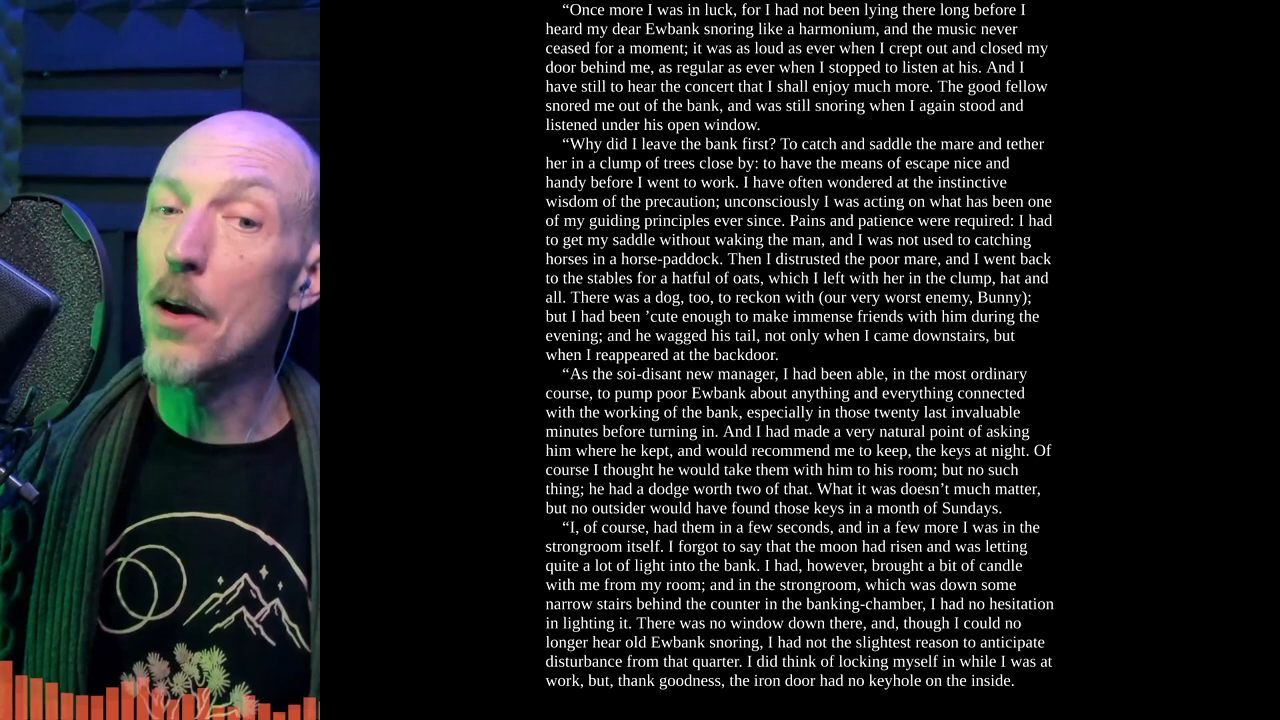 “Once more I was in luck, for I had not been lying there long before I
heard my dear Ewbank snoring like a harmonium, and the music never
ceased for a moment; it was as loud as ever when I crept out and closed my
door behind me, as regular as ever when I stopped to listen at his. And I
have still to hear the concert that I shall enjoy much more. The good fellow
snored me out of the bank, and was still snoring when I again stood and
listened under his open window.
“Why did I leave the bank first? To catch and saddle the mare and tether
her in a clump of trees close by: to have the means of escape nice and
handy before I went to work. I have often wondered at the instinctive
wisdom of the precaution; unconsciously I was acting on what has been one
of my guiding principles ever since. Pains and patience were required: I had
to get my saddle without waking the man, and I was not used to catching
horses in a horse-paddock. Then I distrusted the poor mare, and I went back
to the stables for a hatful of oats, which I left with her in the clump, hat and
all. There was a dog, too, to reckon with (our very worst enemy, Bunny);
but I had been ’cute enough to make immense friends with him during the
evening; and he wagged his tail, not only when I came downstairs, but
when I reappeared at the backdoor.
“As the soi-disant new manager, I had been able, in the most ordinary
course, to pump poor Ewbank about anything and everything connected
with the working of the bank, especially in those twenty last invaluable
minutes before turning in. And I had made a very natural point of asking
him where he kept, and would recommend me to keep, the keys at night. Of
course I thought he would take them with him to his room; but no such
thing; he had a dodge worth two of that. What it was doesn’t much matter,
but no outsider would have found those keys in a month of Sundays.
“I, of course, had them in a few seconds, and in a few more I was in the
strongroom itself. I forgot to say that the moon had risen and was letting
quite a lot of light into the bank. I had, however, brought a bit of candle
with me from my room; and in the strongroom, which was down some
narrow stairs behind the counter in the banking-chamber, I had no hesitation
in lighting it. There was no window down there, and, though I could no
longer hear old Ewbank snoring, I had not the slightest reason to anticipate
disturbance from that quarter. I did think of locking myself in while I was at
work, but, thank goodness, the iron door had no keyhole on the inside.